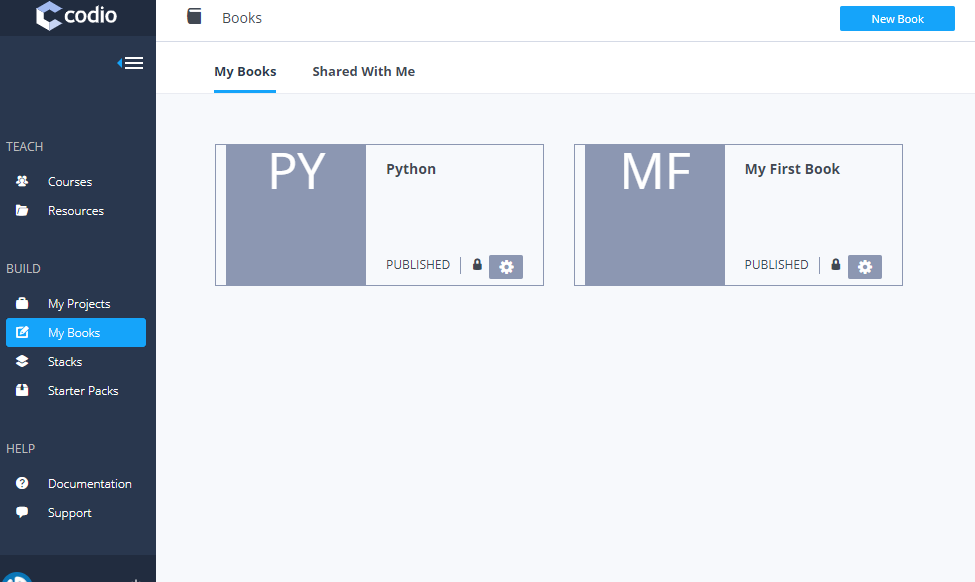 codio
Books
New Book
My Books
Shared With Me
TEACH
Courses
Resources
BUILD
My Projects
My Books
Stacks
Starter Packs
HELP
Documentation
Support
PY
Python
PUBLISHED
MF
My First Book
PUBLISHED